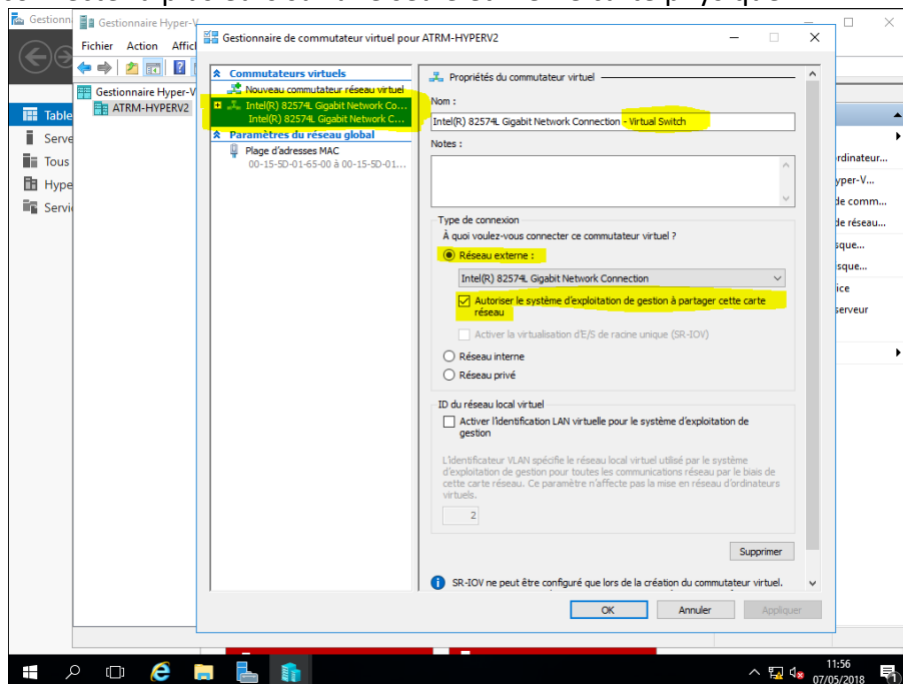 Gestionn
Gestionnaire Hyper-V
Fichier Action Affic
Gestionnaire Hyper-V
ATRM-HYPERV2
Table
Serve
Tous
Hype
Servi
Gestionnaire de commutateur virtuel pour ATRM-HYPERV2
Commutateurs virtuels
Nouveau commutateur réseau virtuel
Intel(R) 82574L Gigabit Network Co...
Intel(R) 82574L Gigabit Network C...
Paramètres du réseau global
Plage d'adresses MAC
00-15-5D-01-65-00 à 00-15-5D-01...
Propriétés du commutateur virtuel
Nom :
Intel(R) 82574L Gigabit Network Connection - Virtual Switch
Notes :
Type de connexion
À quoi voulez-vous connecter ce commutateur virtuel ?
Réseau externe :
Intel(R) 82574L Gigabit Network Connection
Autoriser le système d'exploitation de gestion à partager cette carte
réseau
Activer la virtualisation d'E/S de racine unique (SR-IOV)
Réseau interne
Réseau privé
ID du réseau local virtuel
Activer l'identification LAN virtuelle pour le système d'exploitation de
gestion
L'identificateur VLAN spécifie le réseau local virtuel utilisé par le système
d'exploitation de gestion pour toutes les communications réseau par le biais de
cette carte réseau. Ce paramètre n'affecte pas la mise en réseau d'ordinateurs
virtuels.
2
Supprimer
SR-IOV ne peut être configuré que lors de la création du commutateur virtuel.
OK Annuler Appliquer
rdinateur...
yper-V...
de comm...
de réseau...
sque...
sque...
ice
serveur
11:56
07/05/2018
1